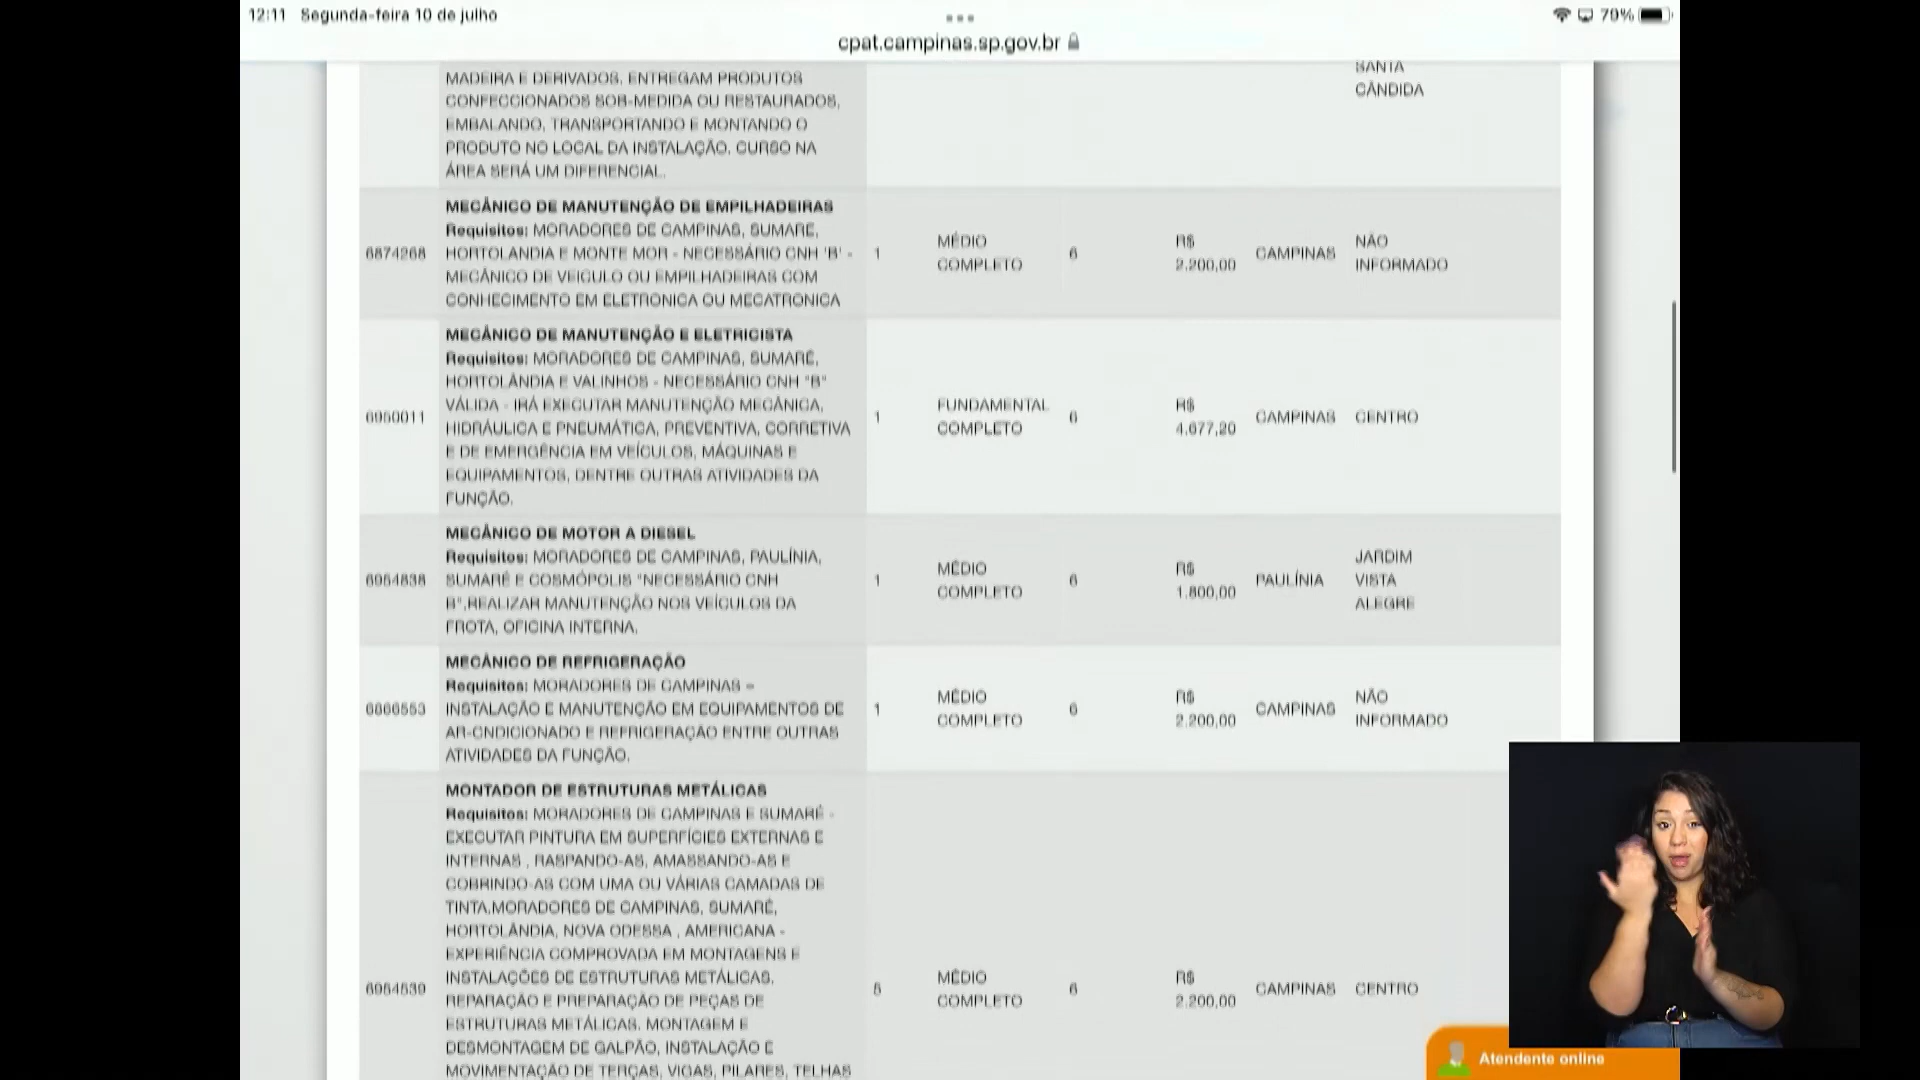 12:11 Segunda-feira 10 de julho
79%
cpat.campinas.sp.gov.br
MADEIRA E DERIVADOS. ENTREGAM PRODUTOS
CONFECCIONADOS SOB-MEDIDA OU RESTAURADOS,
EMBALANDO, TRANSPORTANDO E MONTANDO O
PRODUTO NO LOCAL DA INSTALAÇÃO. CURSO NA
ÁREA SERÁ UM DIFERENCIAL.
SANTA
CÂNDIDA
MECÂNICO DE MANUTENÇÃO DE EMPILHADEIRAS
Requisitos: MORADORES DE CAMPINAS, SUMARE,
HORTOLANDIA E MONTE MOR - NECESSÁRIO CNH 'B' -
MECÂNICO DE VEICULO OU EMPILHADEIRAS COM
CONHECIMENTO EM ELETRONICA OU MECATRONICA
6874268
1
MÉDIO
COMPLETO
6
R$
2.200,00
CAMPINAS
NÃO
INFORMADO
MECÂNICO DE MANUTENÇÃO E ELETRICISTA
Requisitos: MORADORES DE CAMPINAS, SUMARÉ,
HORTOLÂNDIA E VALINHOS - NECESSÁRIO CNH "B"
VÁLIDA - IRÁ EXECUTAR MANUTENÇÃO MECÂNICA,
HIDRÁULICA E PNEUMÁTICA, PREVENTIVA, CORRETIVA
E DE EMERGÊNCIA EM VEÍCULOS, MÁQUINAS E
EQUIPAMENTOS, DENTRE OUTRAS ATIVIDADES DA
FUNÇÃO.
6950011
1
FUNDAMENTAL
COMPLETO
6
R$
4.677,20
CAMPINAS
CENTRO
MECÂNICO DE MOTOR A DIESEL
Requisitos: MORADORES DE CAMPINAS, PAULÍNIA,
SUMARÉ E COSMÓPOLIS "NECESSÁRIO CNH
B",REALIZAR MANUTENÇÃO NOS VEÍCULOS DA
FROTA, OFICINA INTERNA.
6954838
1
MÉDIO
COMPLETO
6
R$
1.800,00
PAULÍNIA
JARDIM
VISTA
ALEGRE
MECÂNICO DE REFRIGERAÇÃO
Requisitos: MORADORES DE CAMPINAS –
INSTALAÇÃO E MANUTENÇÃO EM EQUIPAMENTOS DE
AR-CNDICIONADO E REFRIGERAÇÃO ENTRE OUTRAS
ATIVIDADES DA FUNÇÃO.
1
MÉDIO
COMPLETO
6
R$
2.200,00
CAMPINAS
NÃO
INFORMADO
MONTADOR DE ESTRUTURAS METÁLICAS
Requisitos: MORADORES DE CAMPINAS E SUMARÉ -
EXECUTAR PINTURA EM SUPERFÍCIES EXTERNAS E
INTERNAS , RASPANDO-AS, AMASSANDO-AS E
COBRINDO-AS COM UMA OU VÁRIAS CAMADAS DE
TINTA.MORADORES DE CAMPINAS, SUMARÉ,
HORTOLÂNDIA, NOVA ODESSA , AMERICANA -
EXPERIÊNCIA COMPROVADA EM MONTAGENS E
INSTALAÇÕES DE ESTRUTURAS METÁLICAS.
REPARAÇÃO E PREPARAÇÃO DE PEÇAS DE
ESTRUTURAS METÁLICAS. MONTAGEM E
DESMONTAGEM DE GALPÃO, INSTALAÇÃO E
MOVIMENTAÇÃO DE TERÇAS, VIGAS, PILARES, TELHAS
6954539
5
MÉDIO
COMPLETO
6
R$
2.200,00
CAMPINAS
CENTRO
Atendente online